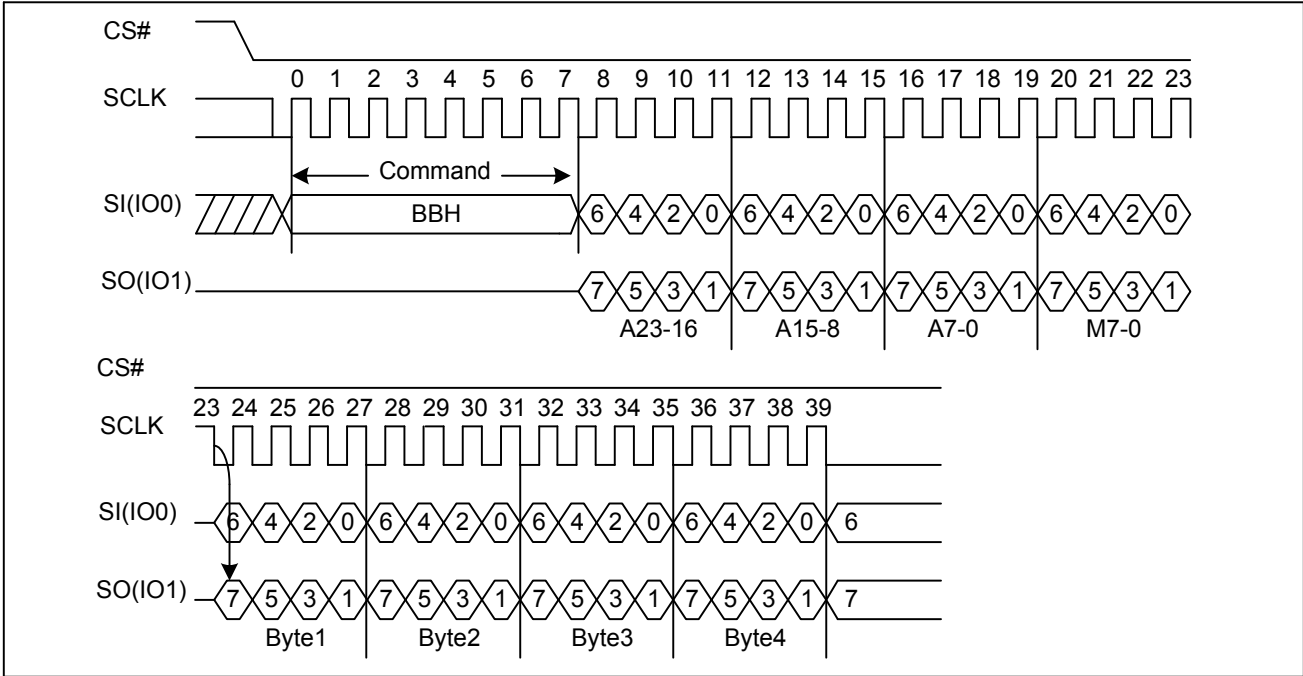 CS#
0 1 2 3 4 5 6 7 8 9 10 11 12 13 14 15 16 17 18 19 20 21 22 23
SCLK
Command
SI(IO0) BBH 6 4 2 0 6 4 2 0 6 4 2 0 6 4 2 0
SO(IO1) 7 5 3 1 7 5 3 1 7 5 3 1 7 5 3 1
A23-16 A15-8 A7-0 M7-0
CS#
23 24 25 26 27 28 29 30 31 32 33 34 35 36 37 38 39
SCLK
SI(IO0) 6 4 2 0 6 4 2 0 6 4 2 0 6 4 2 0 6
SO(IO1) 7 5 3 1 7 5 3 1 7 5 3 1 7 5 3 1 7
Byte1 Byte2 Byte3 Byte4